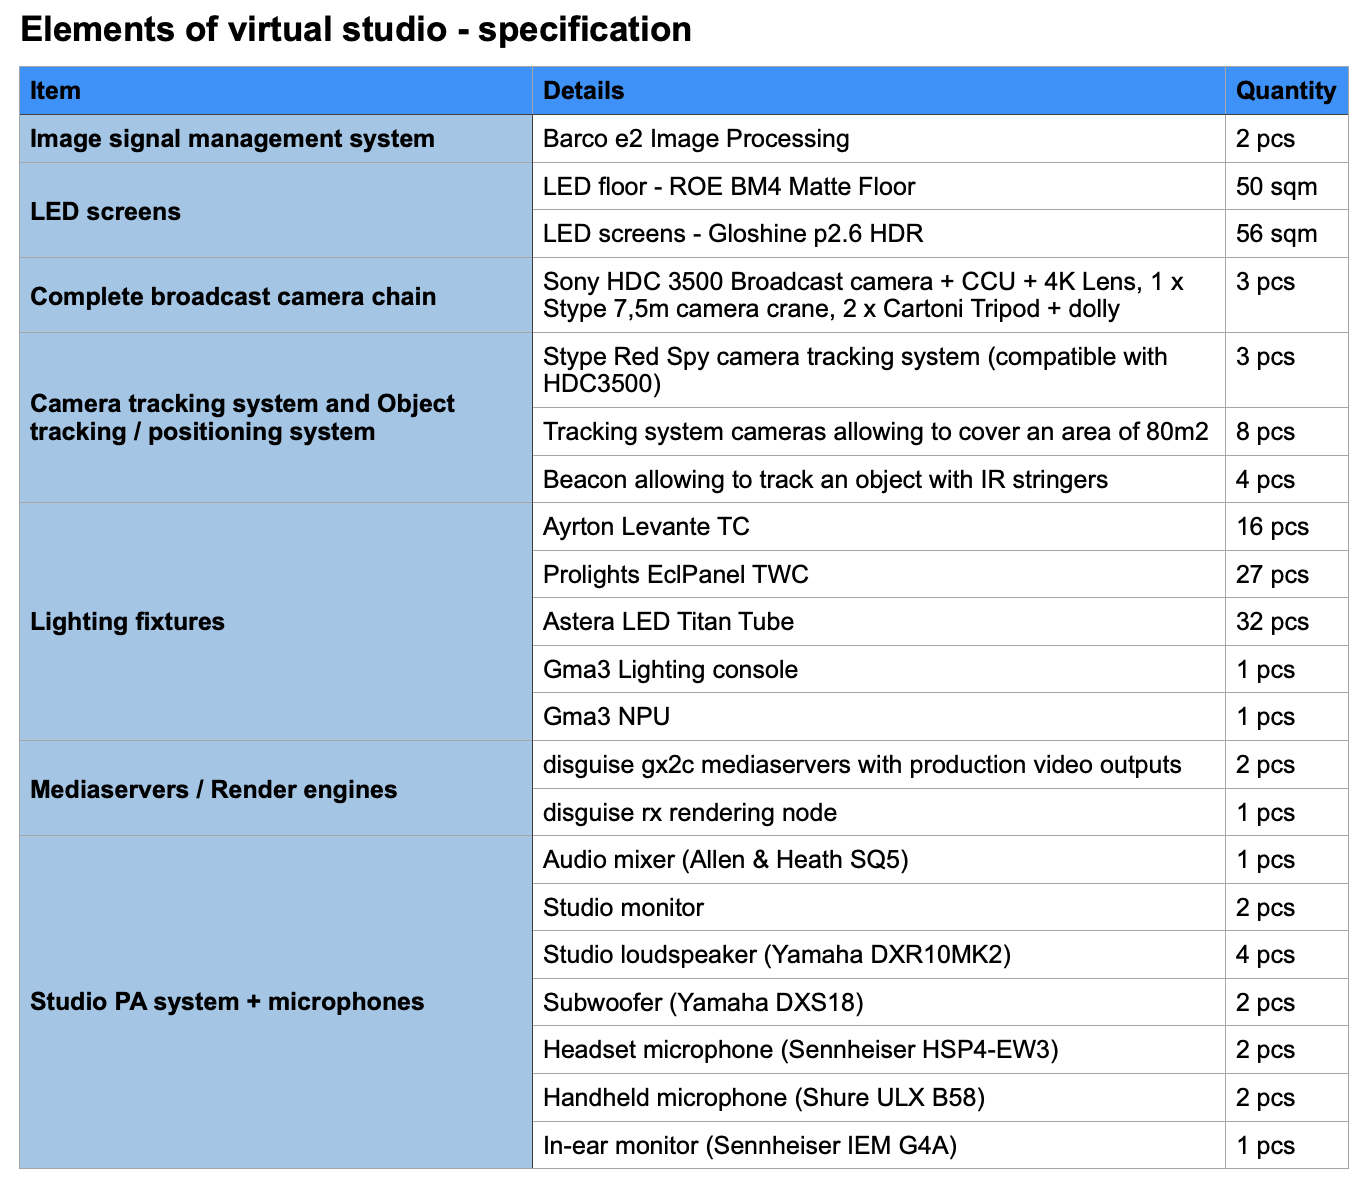 Elements of virtual studio - specification
Item Details Quantity
Image signal management system Barco e2 Image Processing 2 pcs
LED screens
LED floor - ROE BM4 Matte Floor 50 sqm
LED screens - Gloshine p2.6 HDR 56 sqm
Complete broadcast camera chain
Sony HDC 3500 Broadcast camera + CCU + 4K Lens, 1 x 3 pcs
Stype 7,5m camera crane, 2 x Cartoni Tripod + dolly
Camera tracking system and Object
tracking / positioning system
Stype Red Spy camera tracking system (compatible with 3 pcs
HDC3500)
Tracking system cameras allowing to cover an area of 80m2 8 pcs
Beacon allowing to track an object with IR stringers 4 pcs
Lighting fixtures
Ayrton Levante TC 16 pcs
Prolights EclPanel TWC 27 pcs
Astera LED Titan Tube 32 pcs
Gma3 Lighting console 1 pcs
Gma3 NPU 1 pcs
Mediaservers / Render engines
disguise gx2c mediaservers with production video outputs 2 pcs
disguise rx rendering node 1 pcs
Studio PA system + microphones
Audio mixer (Allen & Heath SQ5) 1 pcs
Studio monitor 2 pcs
Studio loudspeaker (Yamaha DXR10MK2) 4 pcs
Subwoofer (Yamaha DXS18) 2 pcs
Headset microphone (Sennheiser HSP4-EW3) 2 pcs
Handheld microphone (Shure ULX B58) 2 pcs
In-ear monitor (Sennheiser IEM G4A) 1 pcs